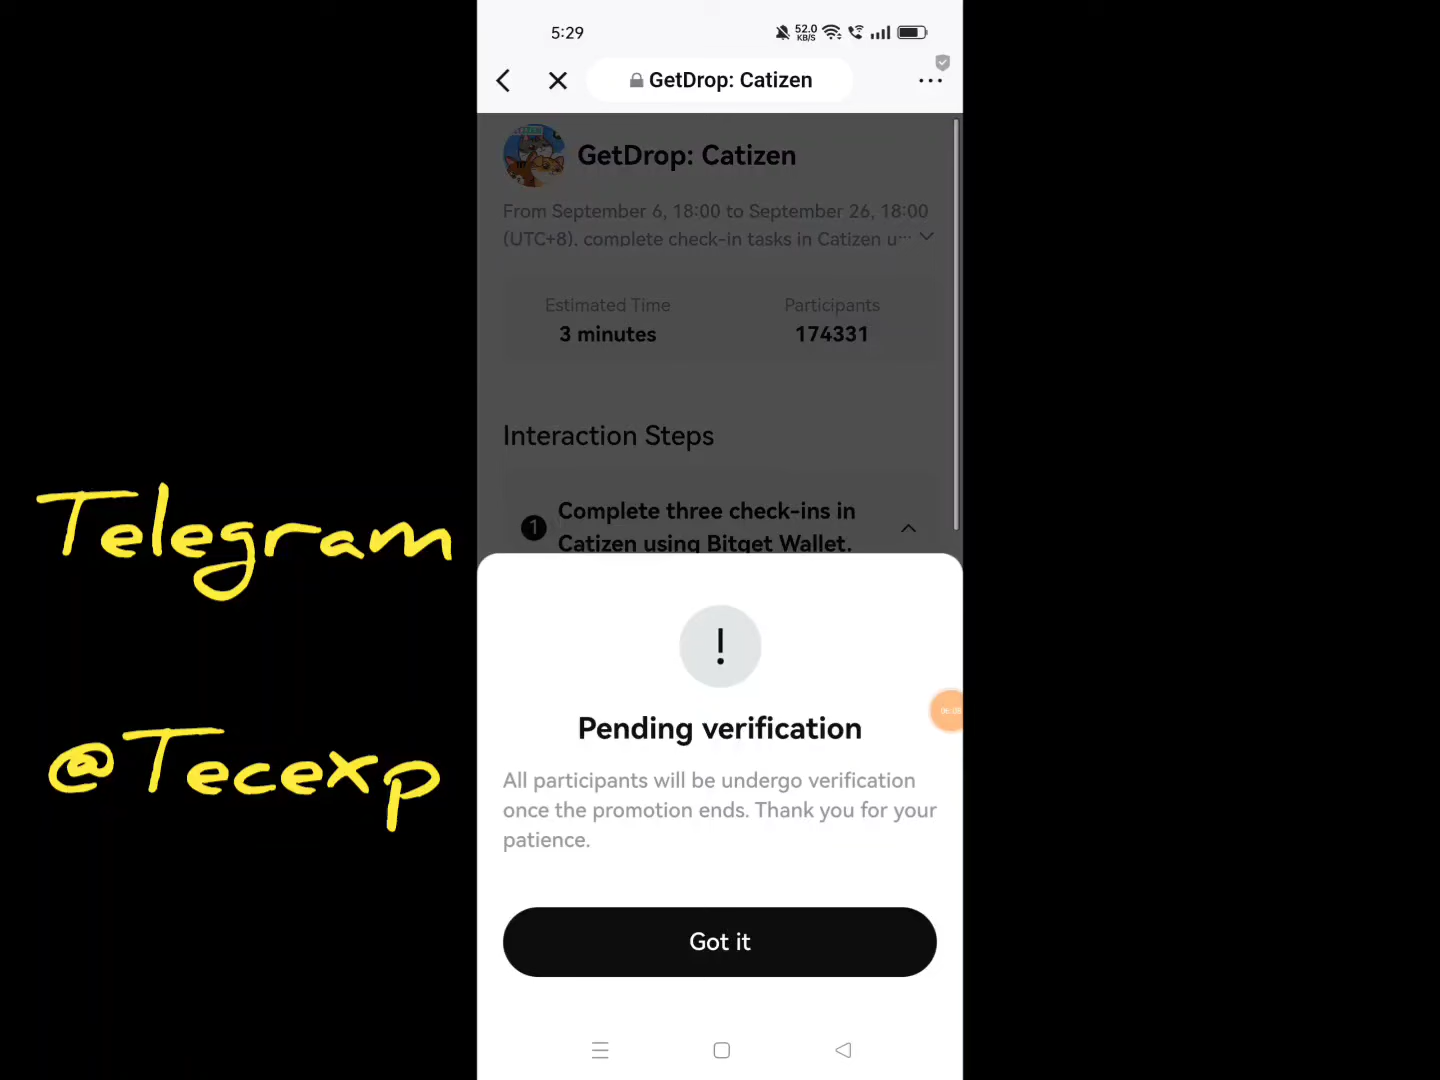 5:29
52.0
KB/S
GetDrop: Catizen
GetDrop: Catizen
From September 6, 18:00 to September 26, 18:00
(UTC+8), complete check-in tasks in Catizen u...
Estimated Time
Participants
3 minutes
174331
Interaction Steps
1
Complete three check-ins in
Catizen using Bitget Wallet.
Telegram
@Tecexp
!
Pending verification
All participants will be undergo verification
once the promotion ends. Thank you for your
patience.
Got it